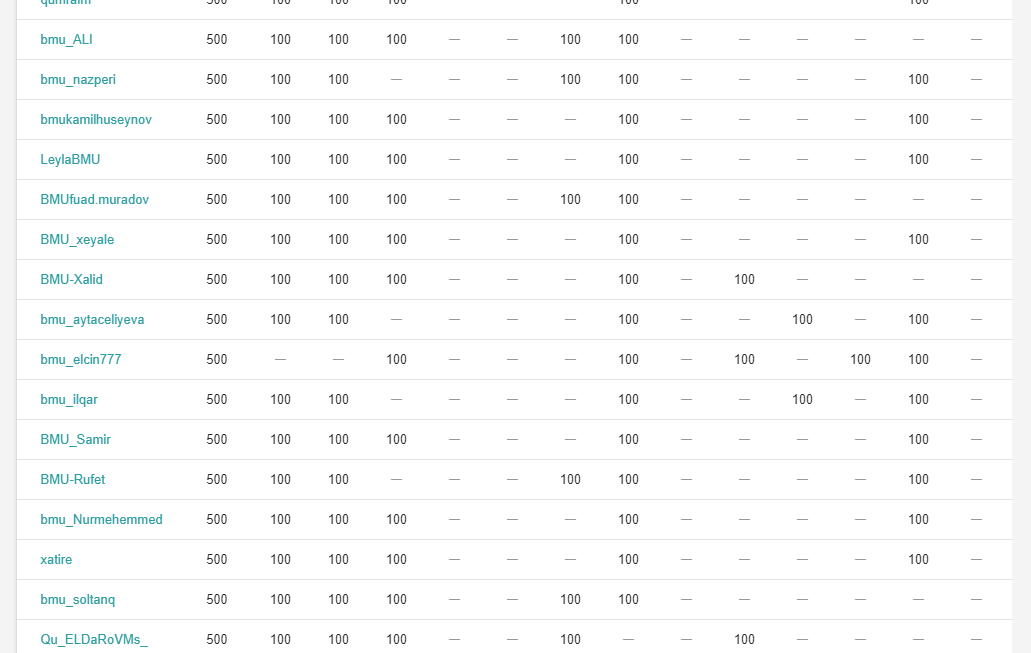 qumraim 500 100 100 100 100 100
bmu_ALI 500 100 100 100 — — 100 100 — — — — — —
bmu_nazperi 500 100 100 — — — 100 100 — — — — 100 —
bmukamilhuseynov 500 100 100 100 — — — 100 — — — — 100 —
LeylaBMU 500 100 100 100 — — — 100 — — — — 100 —
BMUfuad.muradov 500 100 100 100 — — 100 100 — — — — — —
BMU_xeyale 500 100 100 100 — — — 100 — — — — 100 —
BMU-Xalid 500 100 100 100 — — — 100 — 100 — — — —
bmu_aytaceliyeva 500 100 100 — — — — 100 — — 100 — 100 —
bmu_elcin777 500 — — 100 — — — 100 — 100 — 100 100 —
bmu_ilqar 500 100 100 — — — — 100 — — 100 — 100 —
BMU_Samir 500 100 100 100 — — — 100 — — — — 100 —
BMU-Rufet 500 100 100 — — — 100 100 — — — — 100 —
bmu_Nurmehemmed 500 100 100 100 — — — 100 — — — — 100 —
xatire 500 100 100 100 — — — 100 — — — — 100 —
bmu_soltanq 500 100 100 100 — — 100 100 — — — — — —
Qu_ELDaRoVMs_ 500 100 100 100 — — 100 — — 100 — — — —